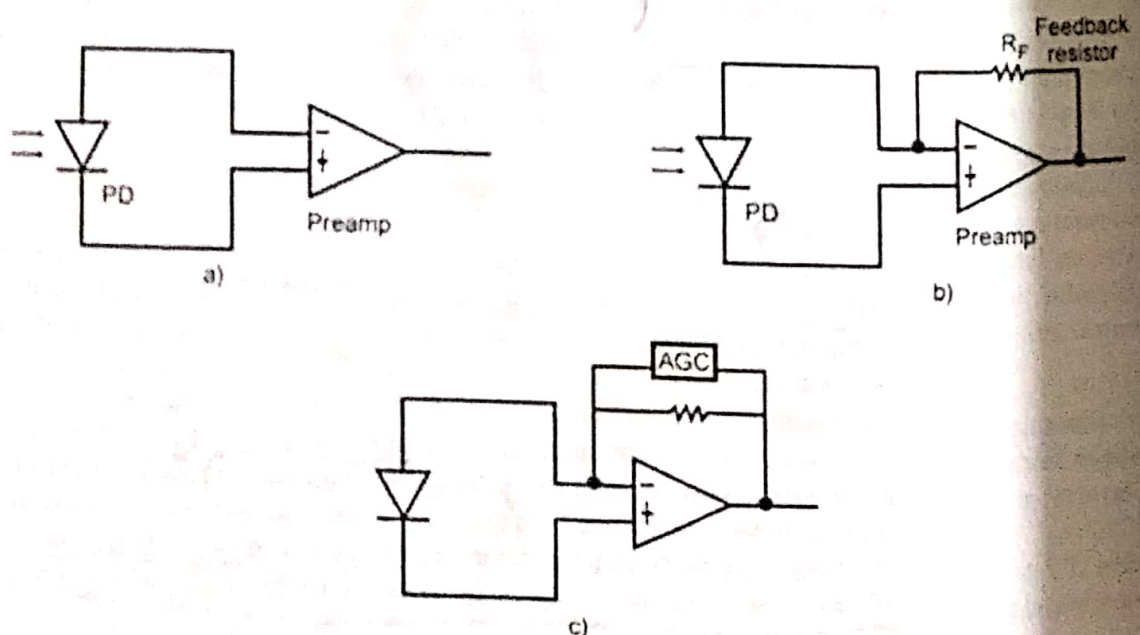 Feedback
R_F resistor
−
+
PD
Preamp
a)
−
+
PD
Preamp
b)
AGC
−
+
c)